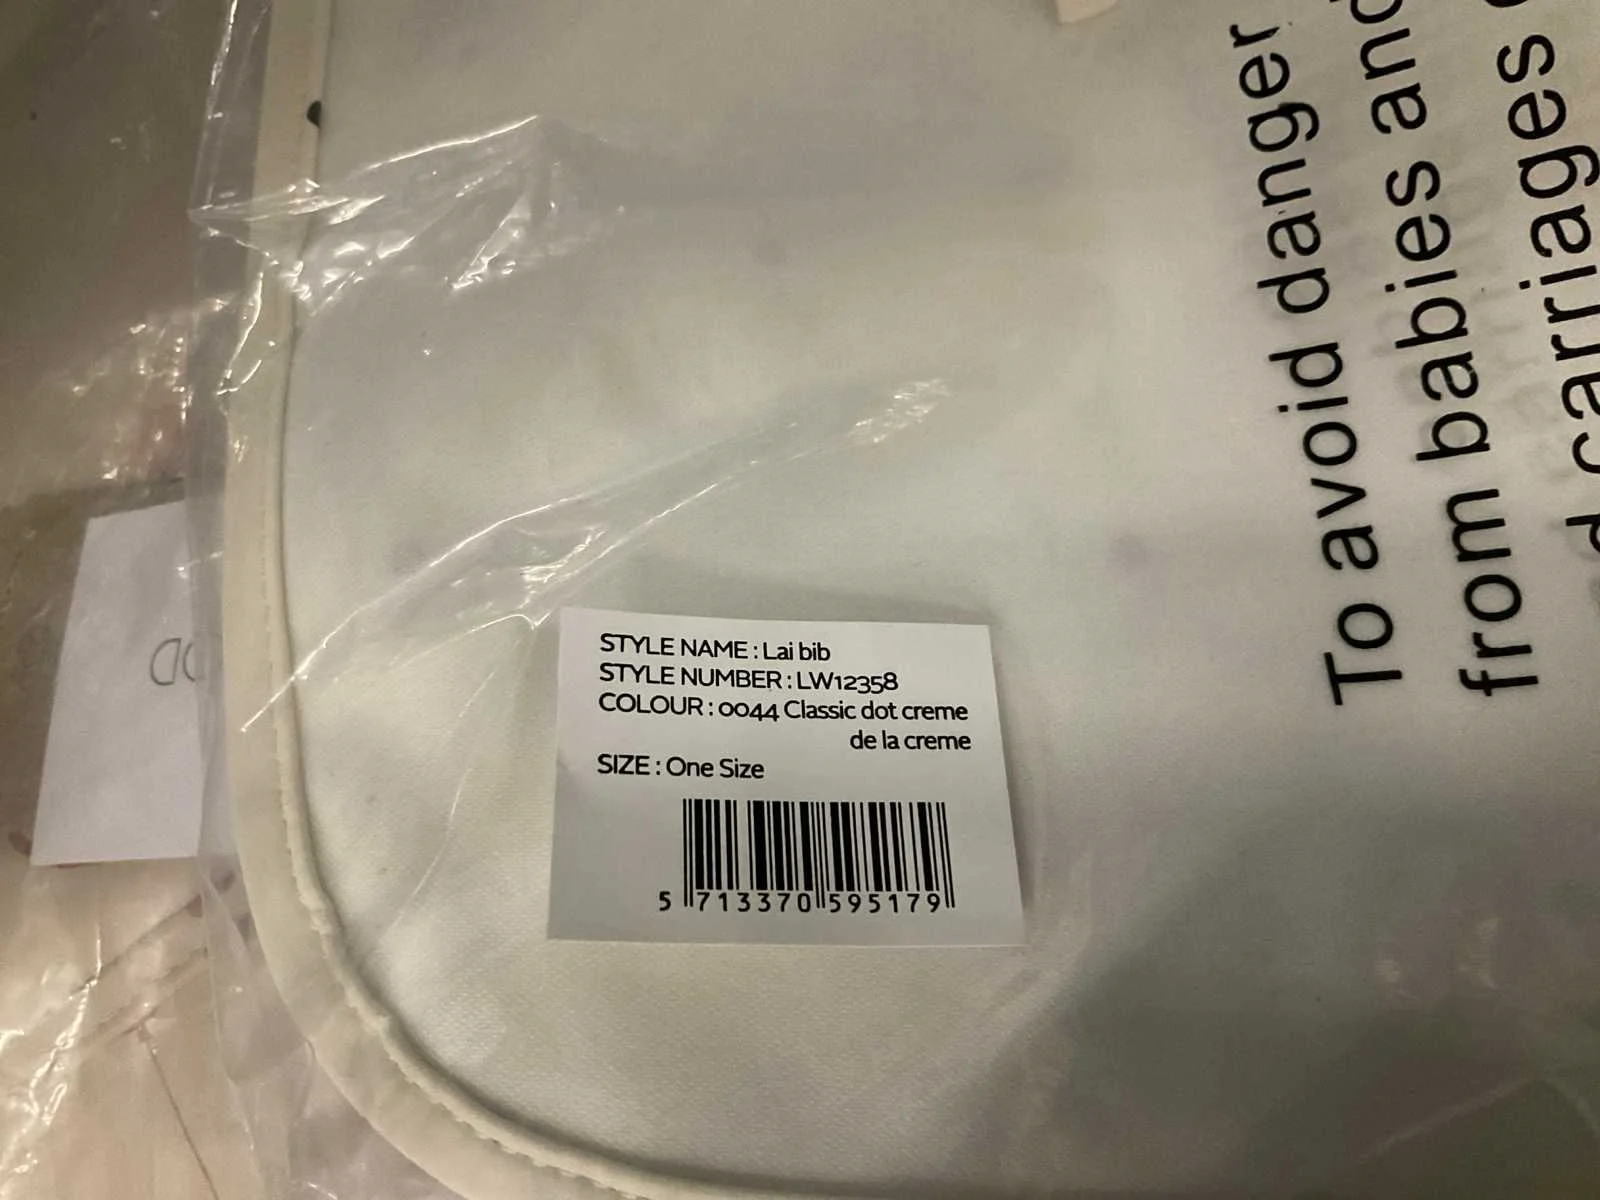 STYLE NAME : Lai bib
STYLE NUMBER : LW12358
COLOUR : 0044 Classic dot creme
de la creme
SIZE : One Size
5 713370 595179
To avoid danger
from babies and
carriages